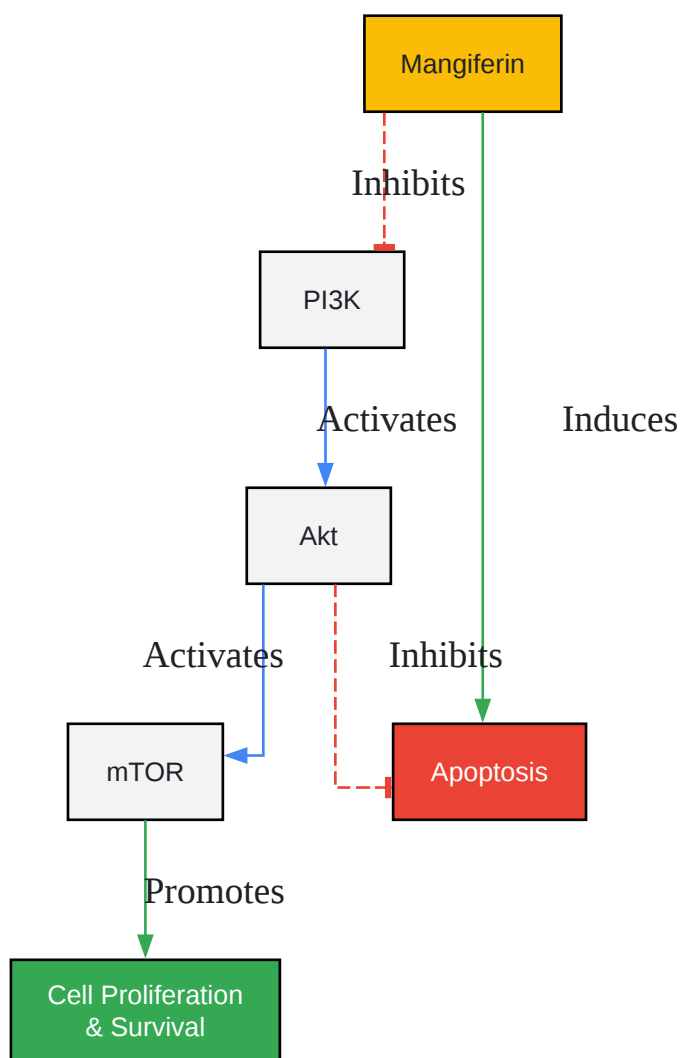 Mangiferin
Inhibits
PI3K
Activates
Induces
Akt
Activates
Inhibits
mTOR
Apoptosis
Promotes
Cell Proliferation
& Survival